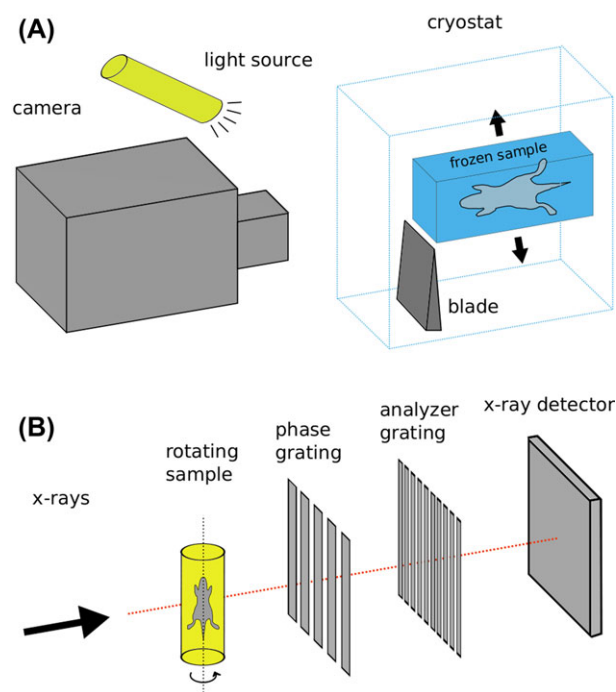 (A)
light source
camera
cryostat
frozen sample
blade
(B)
x-rays
rotating
sample
phase
grating
analyzer
grating
x-ray detector